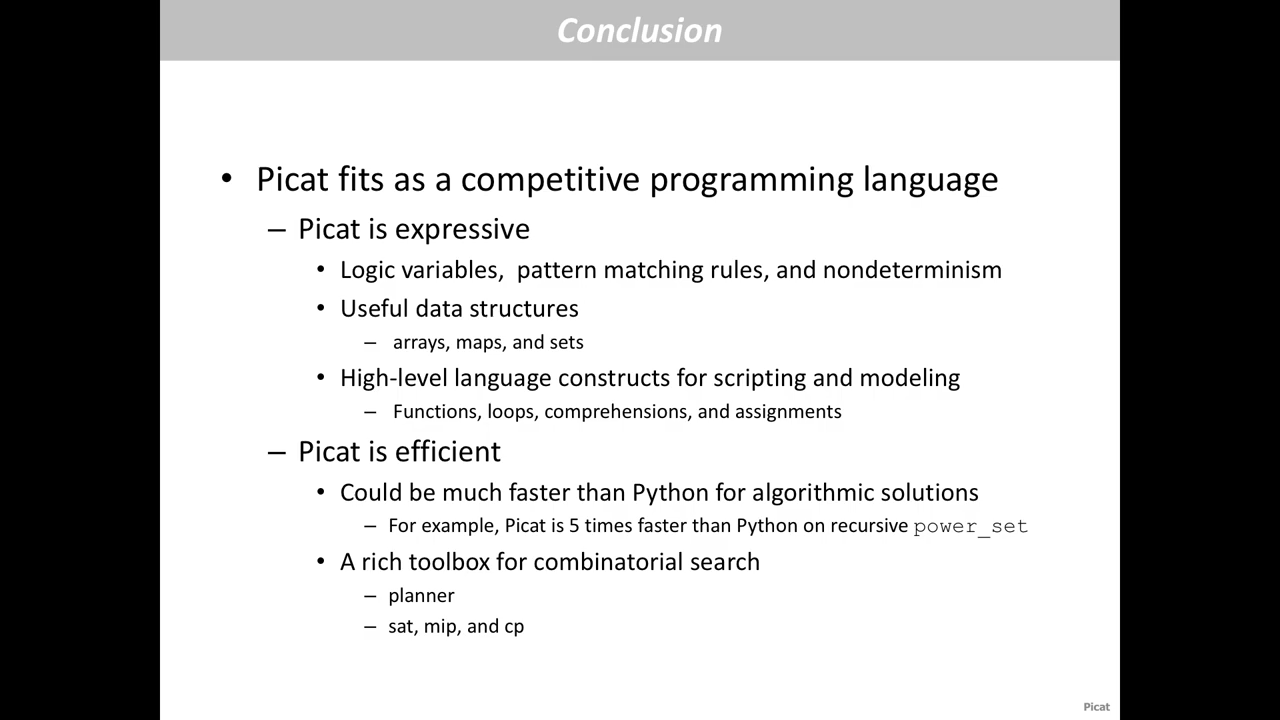 Conclusion
• Picat fits as a competitive programming language
– Picat is expressive
• Logic variables,  pattern matching rules, and nondeterminism
• Useful data structures
– arrays, maps, and sets
• High-level language constructs for scripting and modeling
– Functions, loops, comprehensions, and assignments
– Picat is efficient
• Could be much faster than Python for algorithmic solutions
– For example, Picat is 5 times faster than Python on recursive power_set
• A rich toolbox for combinatorial search
– planner
– sat, mip, and cp
Picat